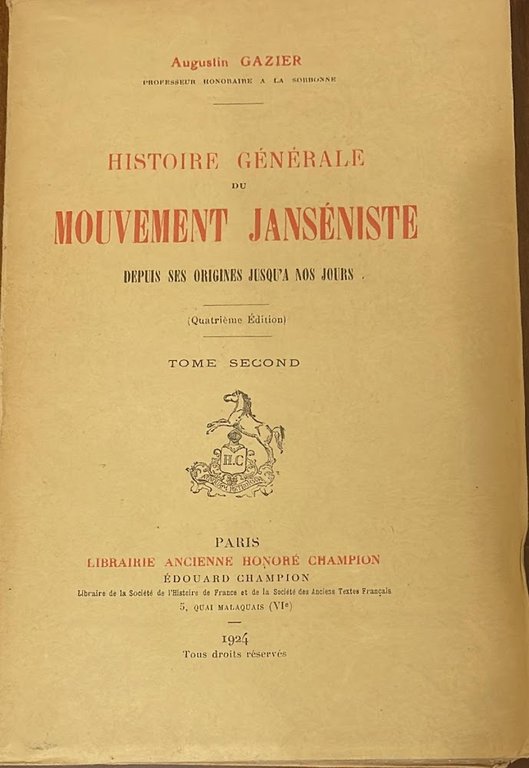 Augustin GAZIER
PROFESSEUR HONORAIRE A LA SORBONNE
HISTOIRE GÉNÉRALE
DU
MOUVEMENT JANSÉNISTE
DEPUIS SES ORIGINES JUSQU'A NOS JOURS
(Quatrième Édition)
TOME SECOND
H.C
PARIS
LIBRAIRIE ANCIENNE HONORÉ CHAMPION
ÉDOUARD CHAMPION
Libraire de la Société de l'Histoire de France et de la Société des Anciens Textes Français
5, QUAI MALAQUAIS (VIe)
1924
Tous droits réservés